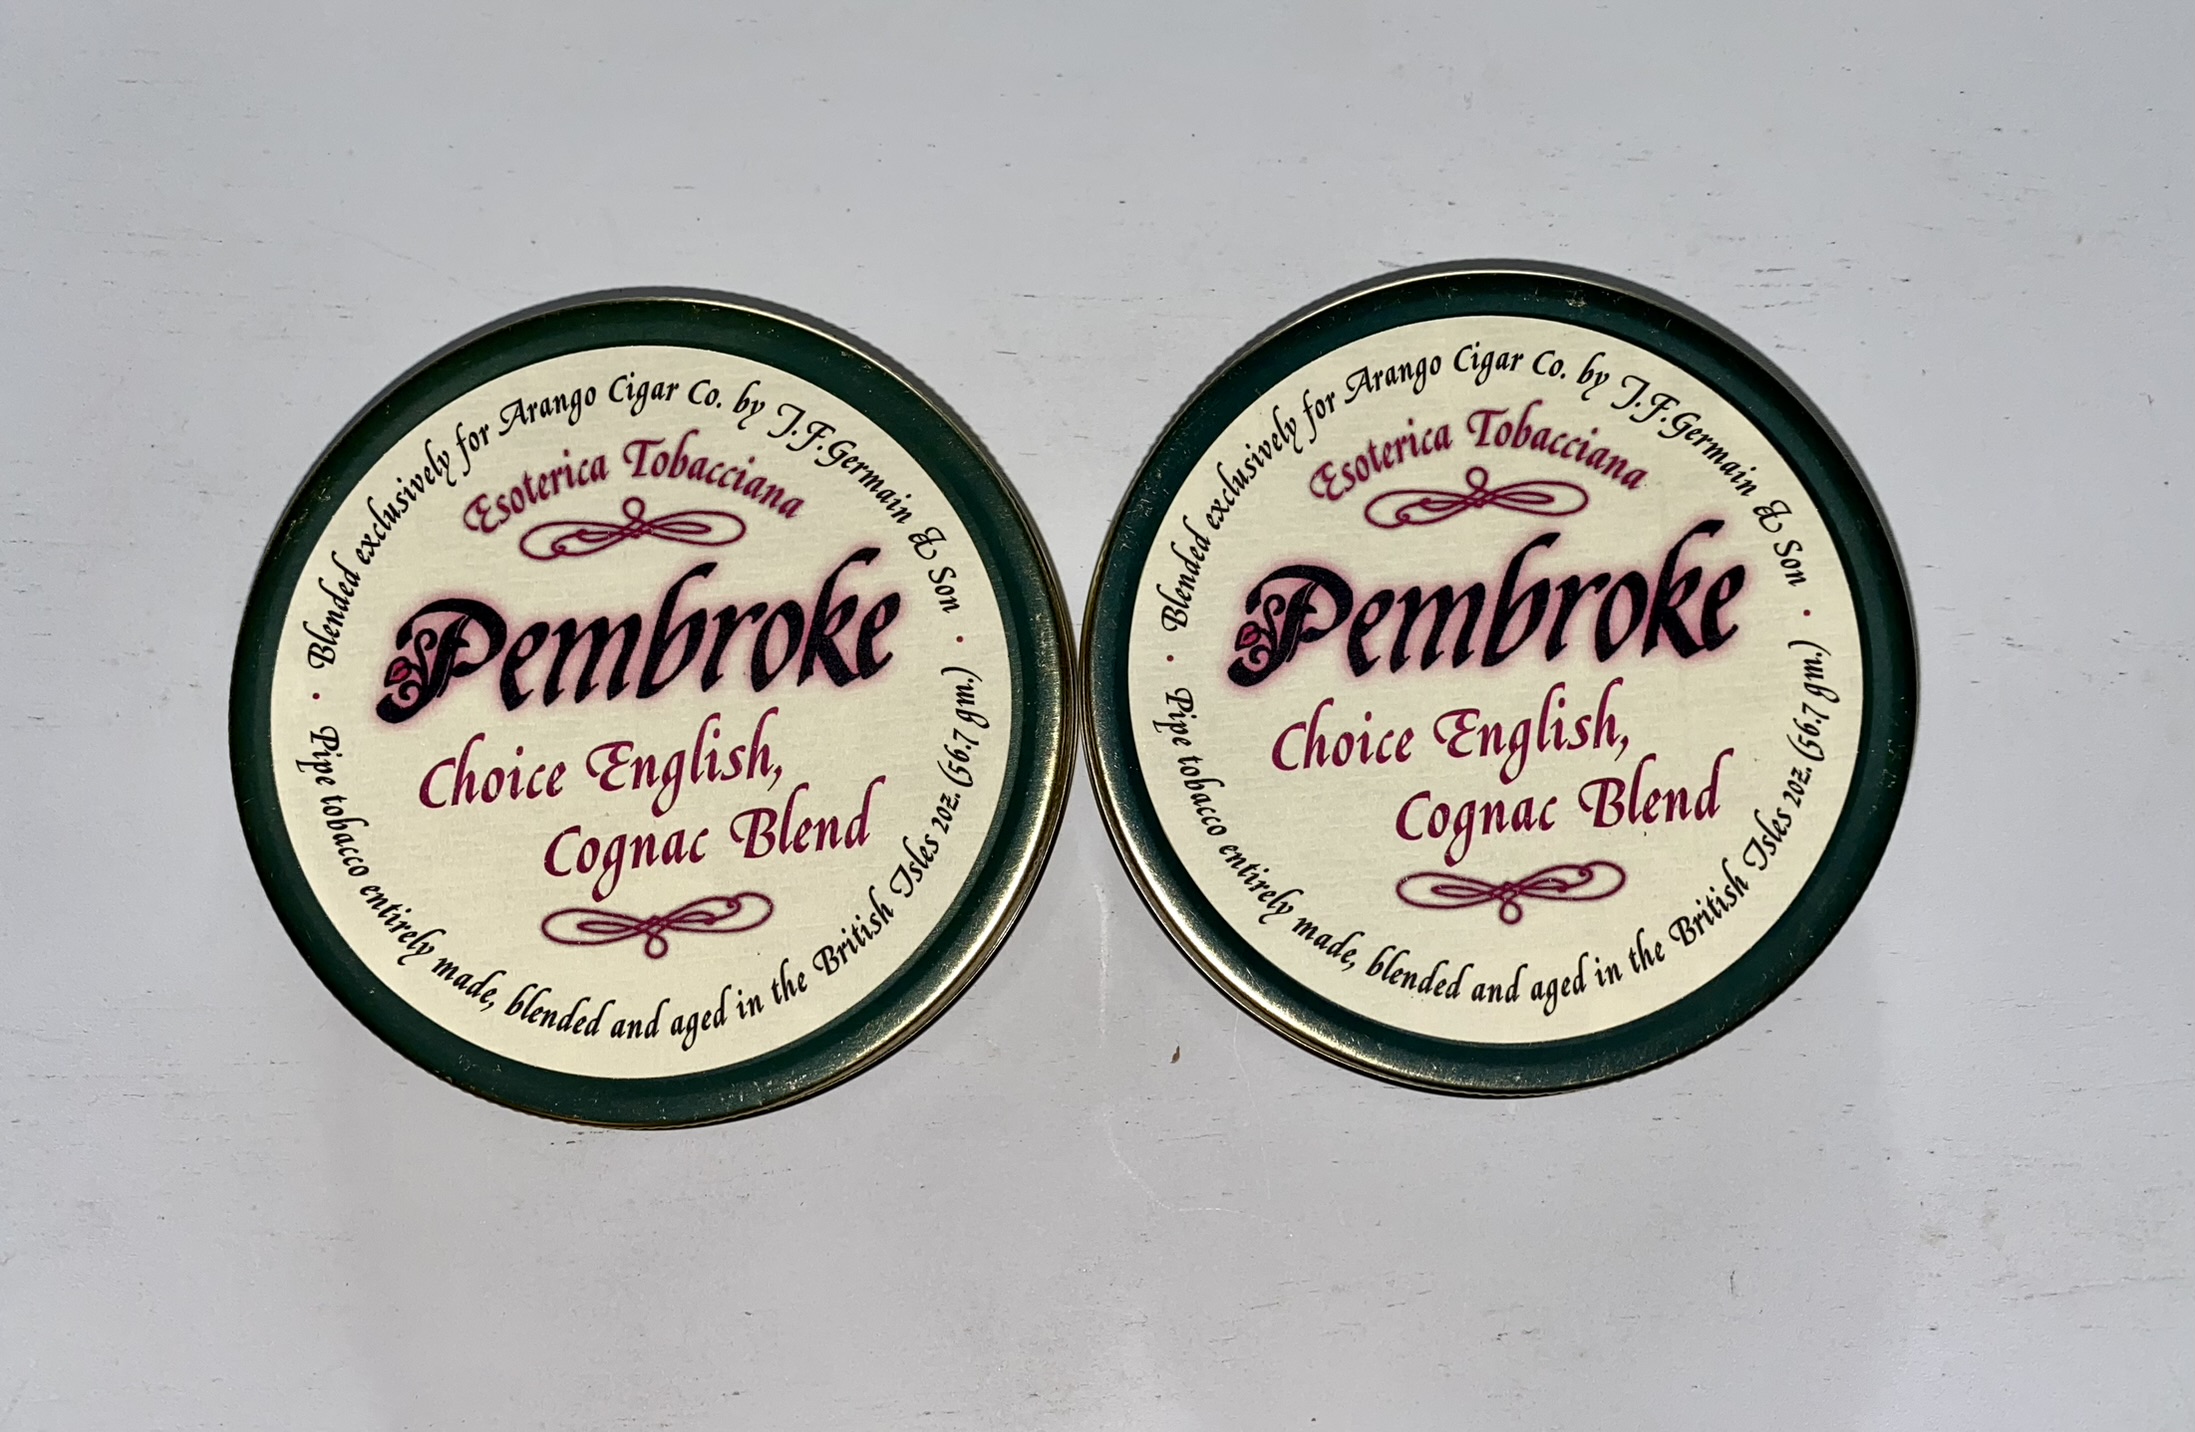 Blended exclusively for Arango Cigar Co. by J.F.Germain & Son
Esoterica Tobacciana
Pembroke
Choice English,
Cognac Blend
Pipe tobacco entirely made, blended and aged in the British Isles 2oz. (56.7 gm.)
Blended exclusively for Arango Cigar Co. by J.F.Germain & Son
Esoterica Tobacciana
Pembroke
Choice English,
Cognac Blend
Pipe tobacco entirely made, blended and aged in the British Isles 2oz. (56.7 gm.)